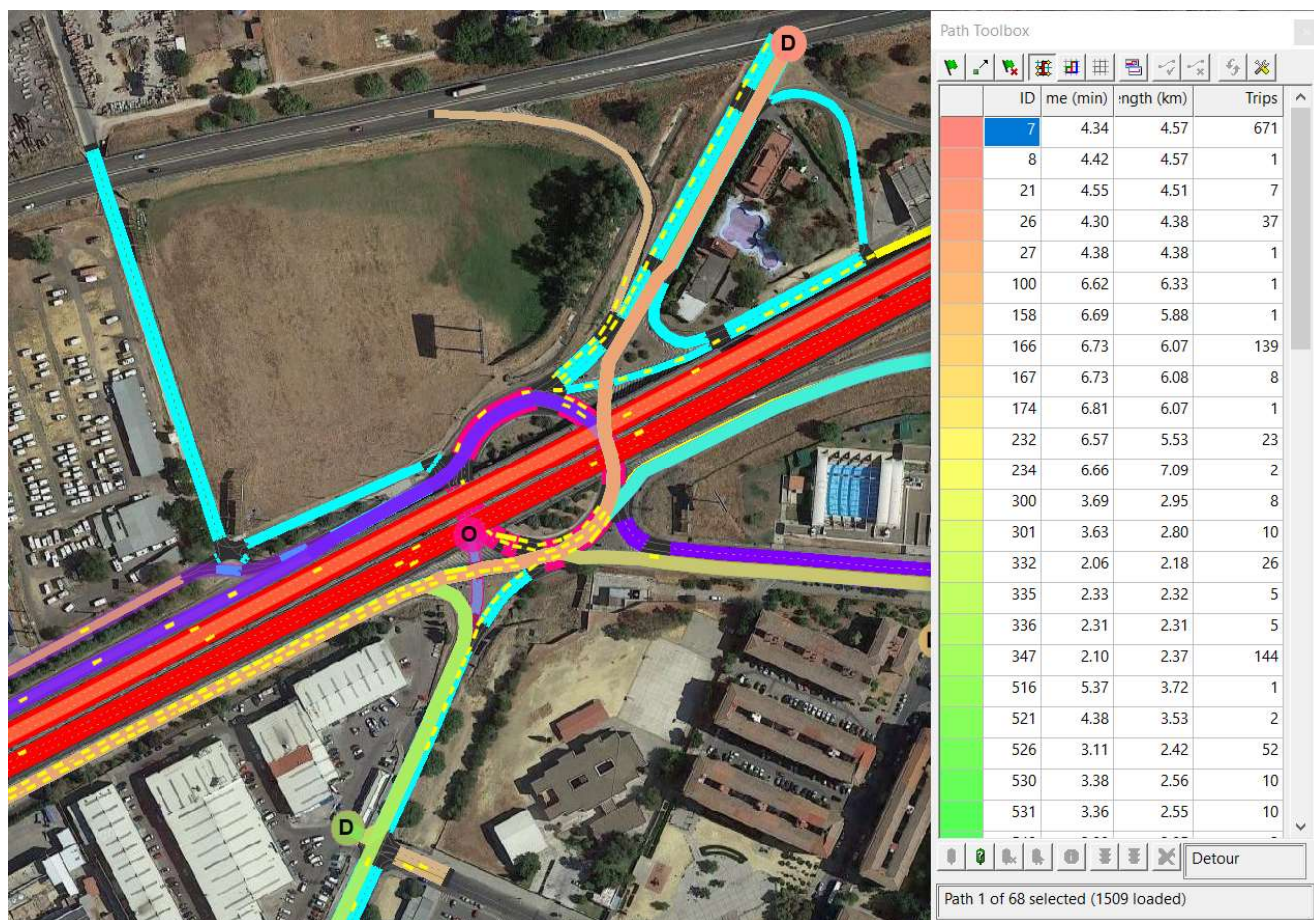 D
O
D
Path Toolbox
ID me (min) ngth (km) Trips
7 4.34 4.57 671
8 4.42 4.57 1
21 4.55 4.51 7
26 4.30 4.38 37
27 4.38 4.38 1
100 6.62 6.33 1
158 6.69 5.88 1
166 6.73 6.07 139
167 6.73 6.08 8
174 6.81 6.07 1
232 6.57 5.53 23
234 6.66 7.09 2
300 3.69 2.95 8
301 3.63 2.80 10
332 2.06 2.18 26
335 2.33 2.32 5
336 2.31 2.31 5
347 2.10 2.37 144
516 5.37 3.72 1
521 4.38 3.53 2
526 3.11 2.42 52
530 3.38 2.56 10
531 3.36 2.55 10
Detour
Path 1 of 68 selected (1509 loaded)